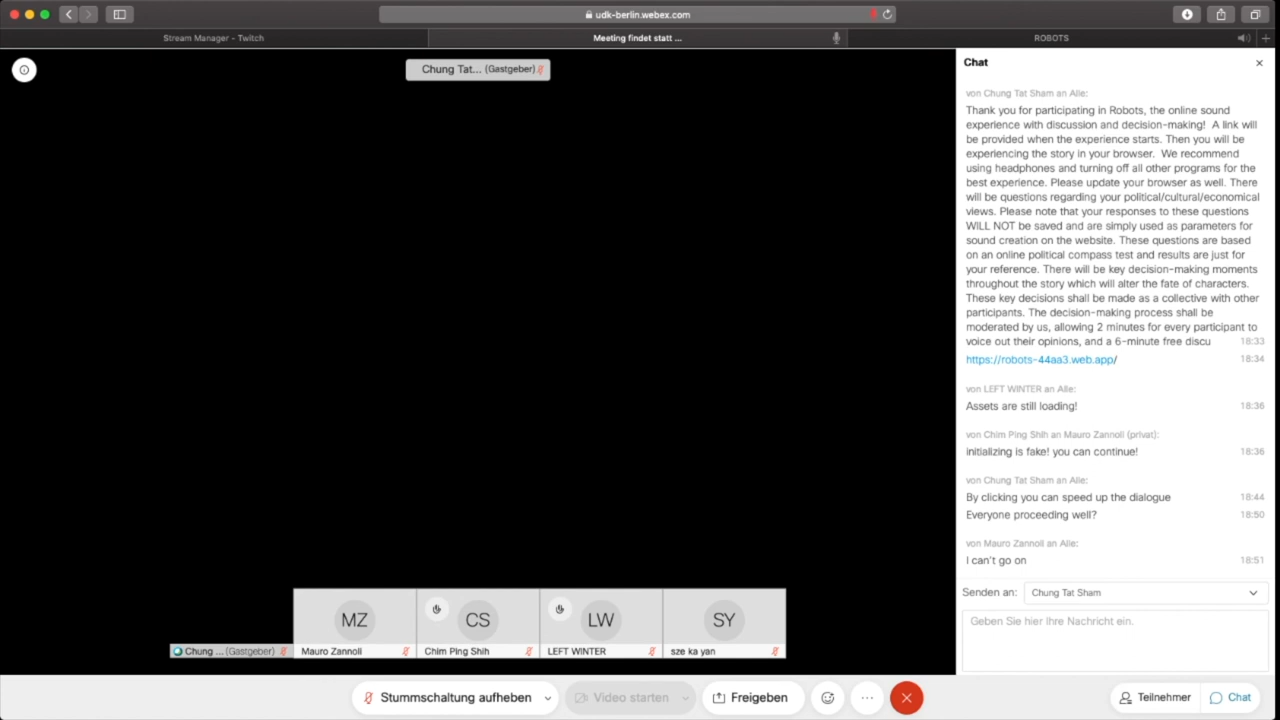 udk-berlin.webex.com
Stream Manager - Twitch
Meeting findet statt ...
ROBOTS
Chung Tat... (Gastgeber)
Chat
von Chung Tat Sham an Alle:
Thank you for participating in Robots, the online sound
experience with discussion and decision-making! A link will
be provided when the experience starts. Then you will be
experiencing the story in your browser. We recommend
using headphones and turning off all other programs for the
best experience. Please update your browser as well. There
will be questions regarding your political/cultural/economical
views. Please note that your responses to these questions
WILL NOT be saved and are simply used as parameters for
sound creation on the website. These questions are based
on an online political compass test and results are just for
your reference. There will be key decision-making moments
throughout the story which will alter the fate of characters.
These key decisions shall be made as a collective with other
participants. The decision-making process shall be
moderated by us, allowing 2 minutes for every participant to
voice out their opinions, and a 6-minute free discu 18:33
https://robots-44aa3.web.app/ 18:34
von LEFT WINTER an Alle:
Assets are still loading! 18:36
von Chim Ping Shih an Mauro Zannoli (privat):
initializing is fake! you can continue! 18:36
von Chung Tat Sham an Alle:
By clicking you can speed up the dialogue 18:44
Everyone proceeding well? 18:50
von Mauro Zannoli an Alle:
I can't go on 18:51
Senden an: Chung Tat Sham
Geben Sie hier Ihre Nachricht ein.
MZ CS LW SY
Chung ... (Gastgeber) Mauro Zannoli Chim Ping Shih LEFT WINTER sze ka yan
Stummschaltung aufheben Video starten Freigeben Teilnehmer Chat